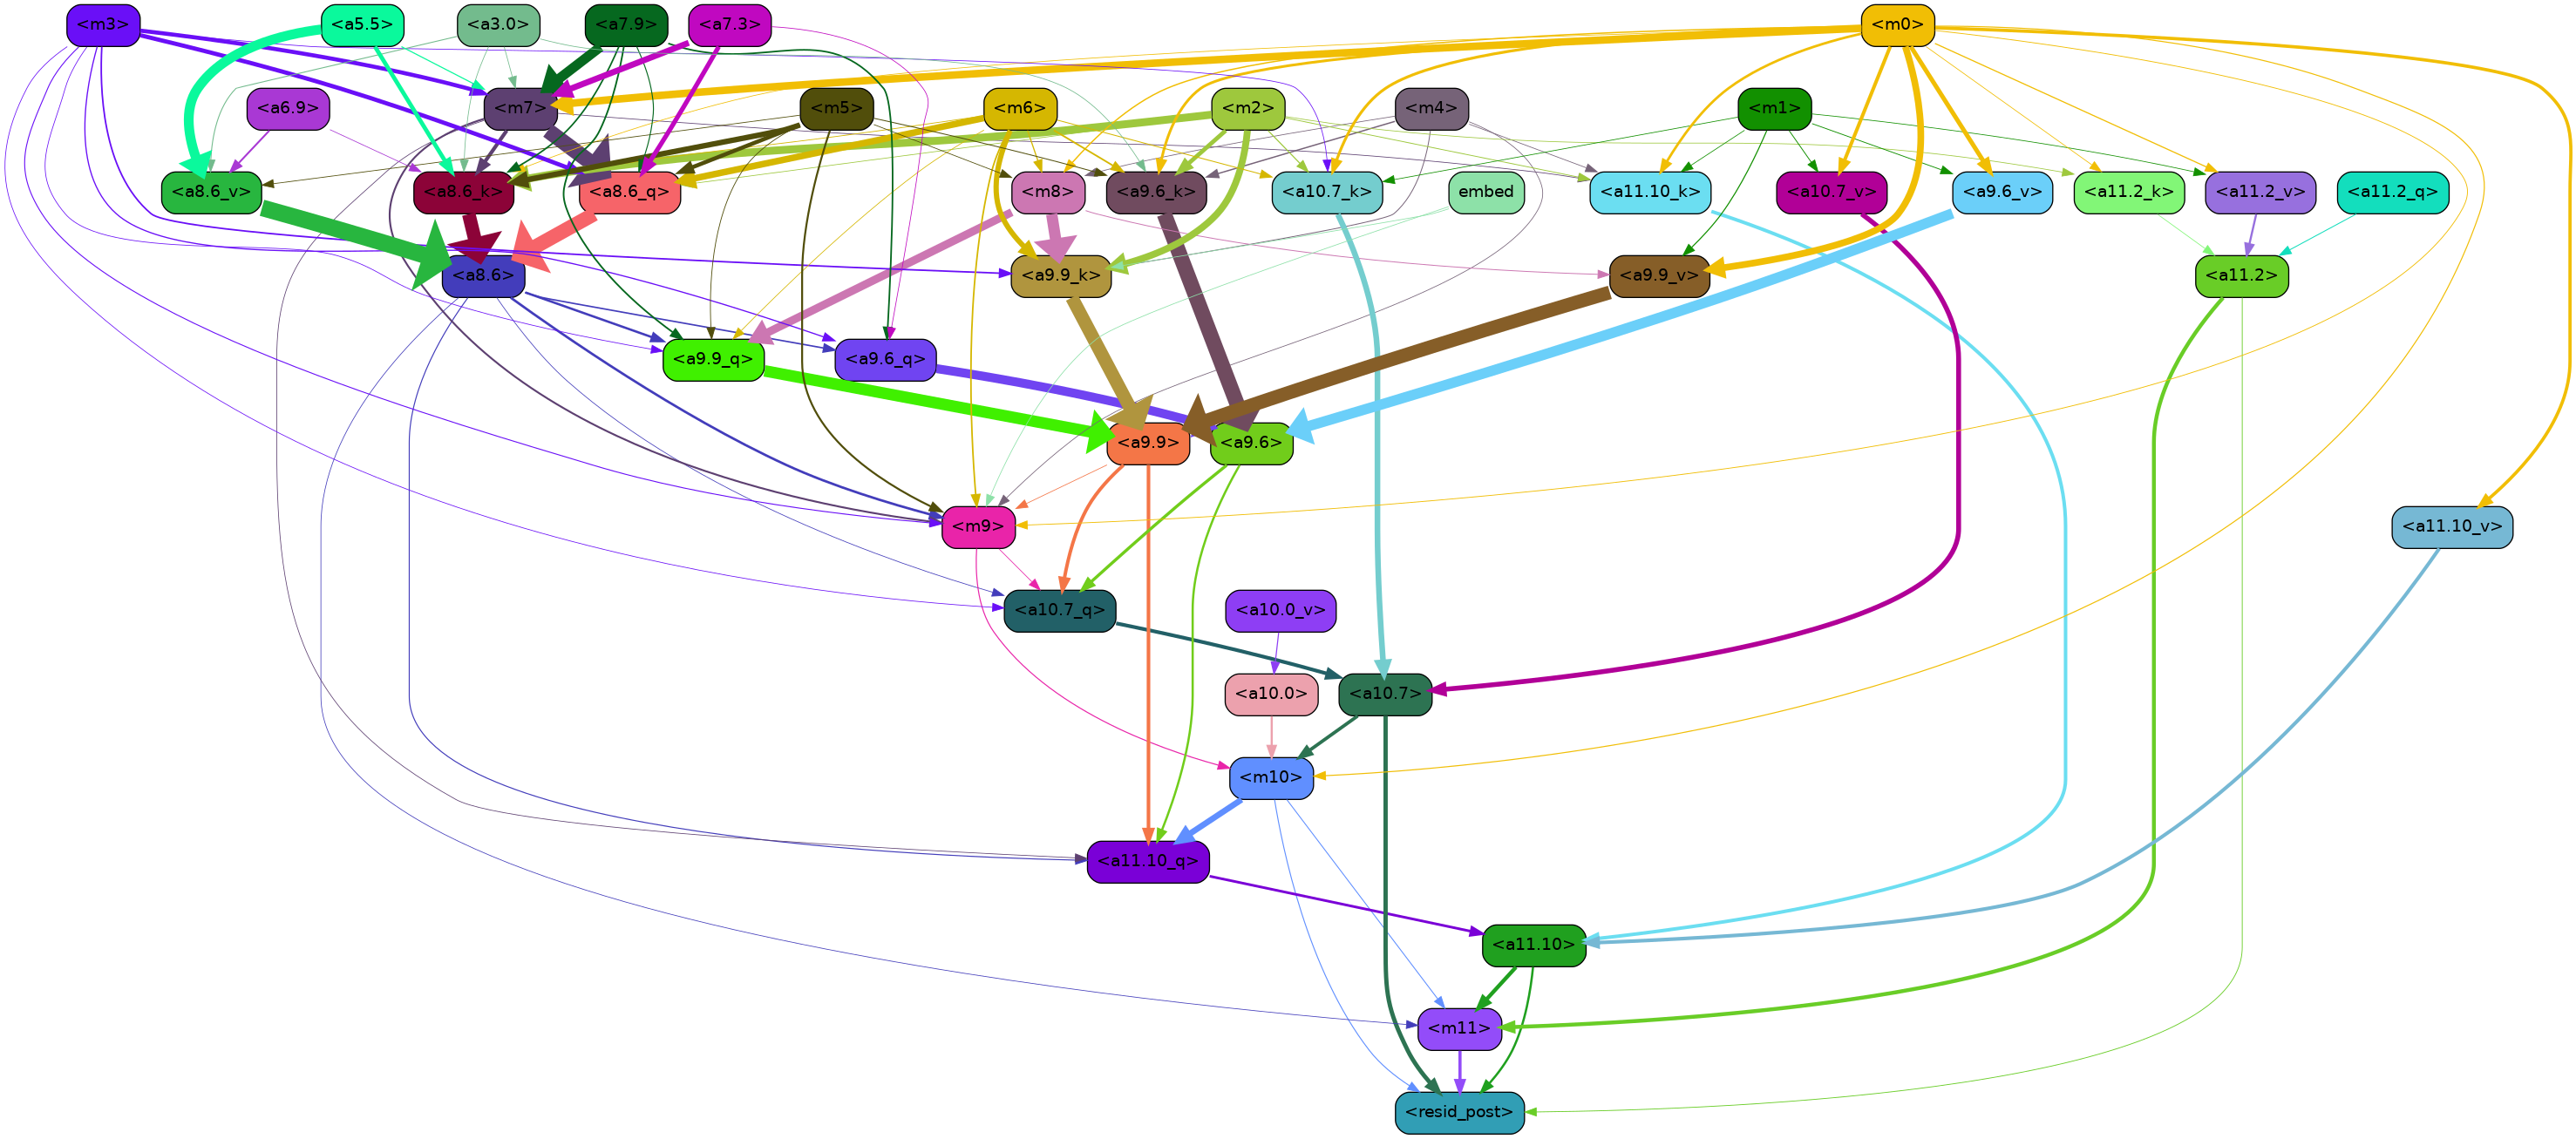 <m3>
<a5.5>
<a3.0>
<a7.9>
<a7.3>
<m0>
<a6.9>
<m7>
<m5>
<m6>
<m2>
<m4>
<m1>
<a8.6_v>
<a8.6_k>
<a8.6_q>
<m8>
<a9.6_k>
<a10.7_k>
embed
<a11.10_k>
<a10.7_v>
<a9.6_v>
<a11.2_k>
<a11.2_v>
<a11.2_q>
<a8.6>
<a9.9_k>
<a9.9_v>
<a11.2>
<a9.9_q>
<a9.6_q>
<a9.9>
<a9.6>
<m9>
<a11.10_v>
<a10.7_q>
<a10.0_v>
<a10.0>
<a10.7>
<m10>
<a11.10_q>
<a11.10>
<m11>
<resid_post>